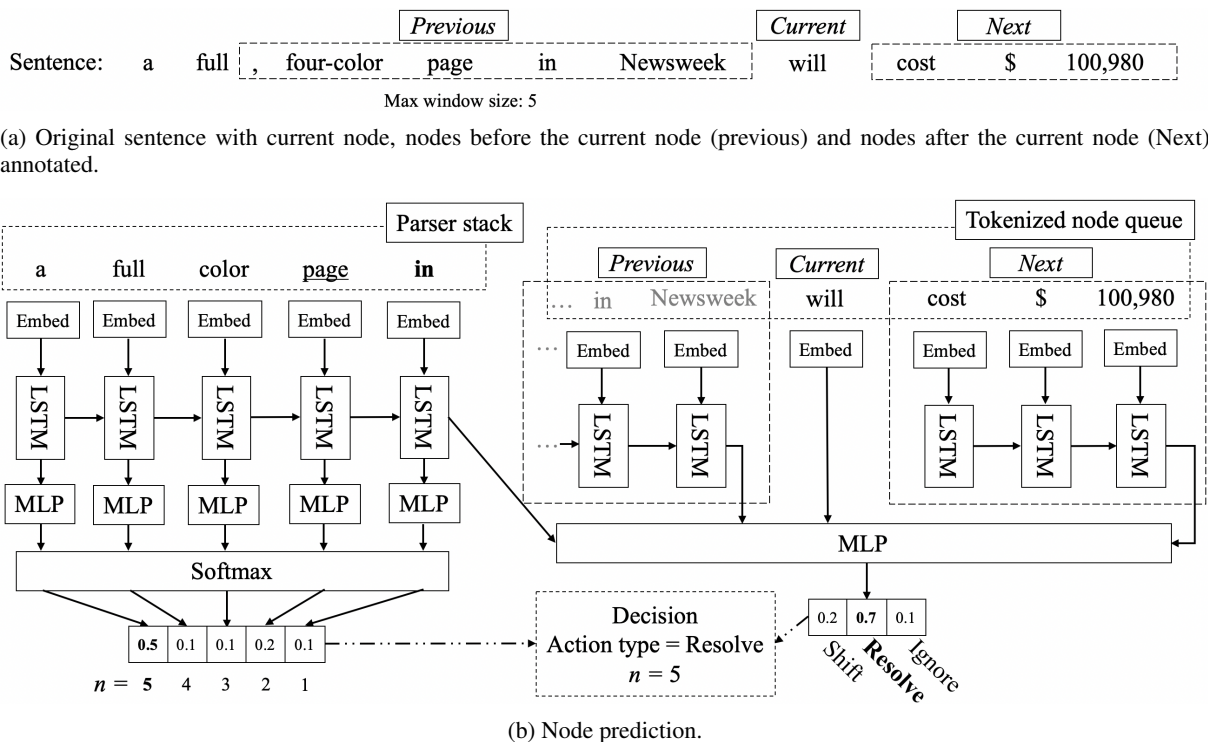 Previous Current Next
Sentence: a full , four-color page in Newsweek will cost $ 100,980
Max window size: 5
(a) Original sentence with current node, nodes before the current node (previous) and nodes after the current node (Next)
annotated.
Parser stack
Tokenized node queue
a full color page in
Previous Current Next
... in Newsweek will cost $ 100,980
Embed Embed Embed Embed Embed
... Embed Embed Embed Embed Embed Embed
LSTM LSTM LSTM LSTM LSTM
... LSTM LSTM LSTM LSTM LSTM
MLP MLP MLP MLP MLP
MLP
Softmax
Decision
Action type = Resolve
n = 5
0.2 0.7 0.1
Shift Resolve Ignore
0.5 0.1 0.1 0.2 0.1
n = 5 4 3 2 1
(b) Node prediction.